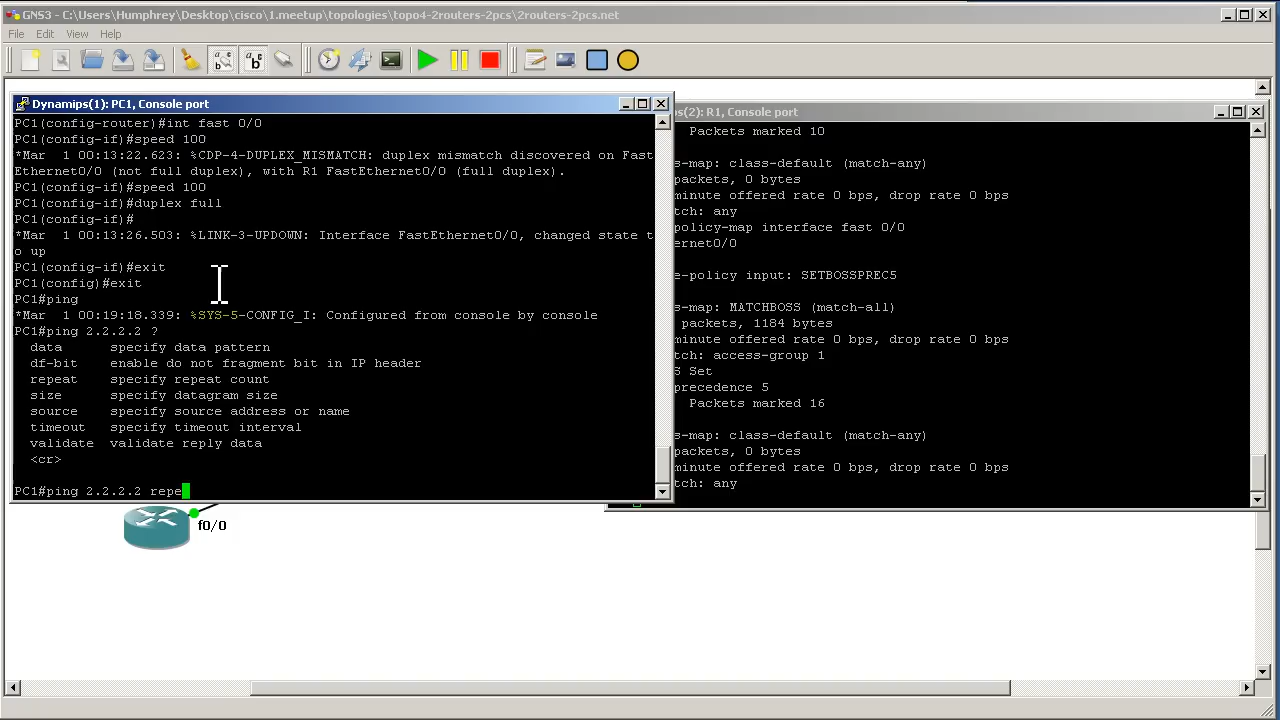 GNS3 - C:\Users\Humphrey\Desktop\cisco\1.meetup\topologies\topo4-2routers-2pcs\2routers-2pcs.net
File Edit View Help
Dynamips(1): PC1, Console port
PC1(config-router)#int fast 0/0
PC1(config-if)#speed 100
*Mar  1 00:13:22.623: %CDP-4-DUPLEX_MISMATCH: duplex mismatch discovered on Fast
Ethernet0/0 (not full duplex), with R1 FastEthernet0/0 (full duplex).
PC1(config-if)#speed 100
PC1(config-if)#duplex full
PC1(config-if)#
*Mar  1 00:13:26.503: %LINK-3-UPDOWN: Interface FastEthernet0/0, changed state t
o up
PC1(config-if)#exit
PC1(config)#exit
PC1#ping
*Mar  1 00:19:18.339: %SYS-5-CONFIG_I: Configured from console by console
PC1#ping 2.2.2.2 ?
data      specify data pattern
df-bit    enable do not fragment bit in IP header
repeat    specify repeat count
size      specify datagram size
source    specify source address or name
timeout   specify timeout interval
validate  validate reply data
<cr>
PC1#ping 2.2.2.2 repe
ps(2): R1, Console port
Packets marked 10
s-map: class-default (match-any)
packets, 0 bytes
minute offered rate 0 bps, drop rate 0 bps
tch: any
policy-map interface fast 0/0
ernet0/0
e-policy input: SETBOSSPREC5
s-map: MATCHBOSS (match-all)
packets, 1184 bytes
minute offered rate 0 bps, drop rate 0 bps
tch: access-group 1
S Set
precedence 5
Packets marked 16
s-map: class-default (match-any)
packets, 0 bytes
minute offered rate 0 bps, drop rate 0 bps
tch: any
f0/0